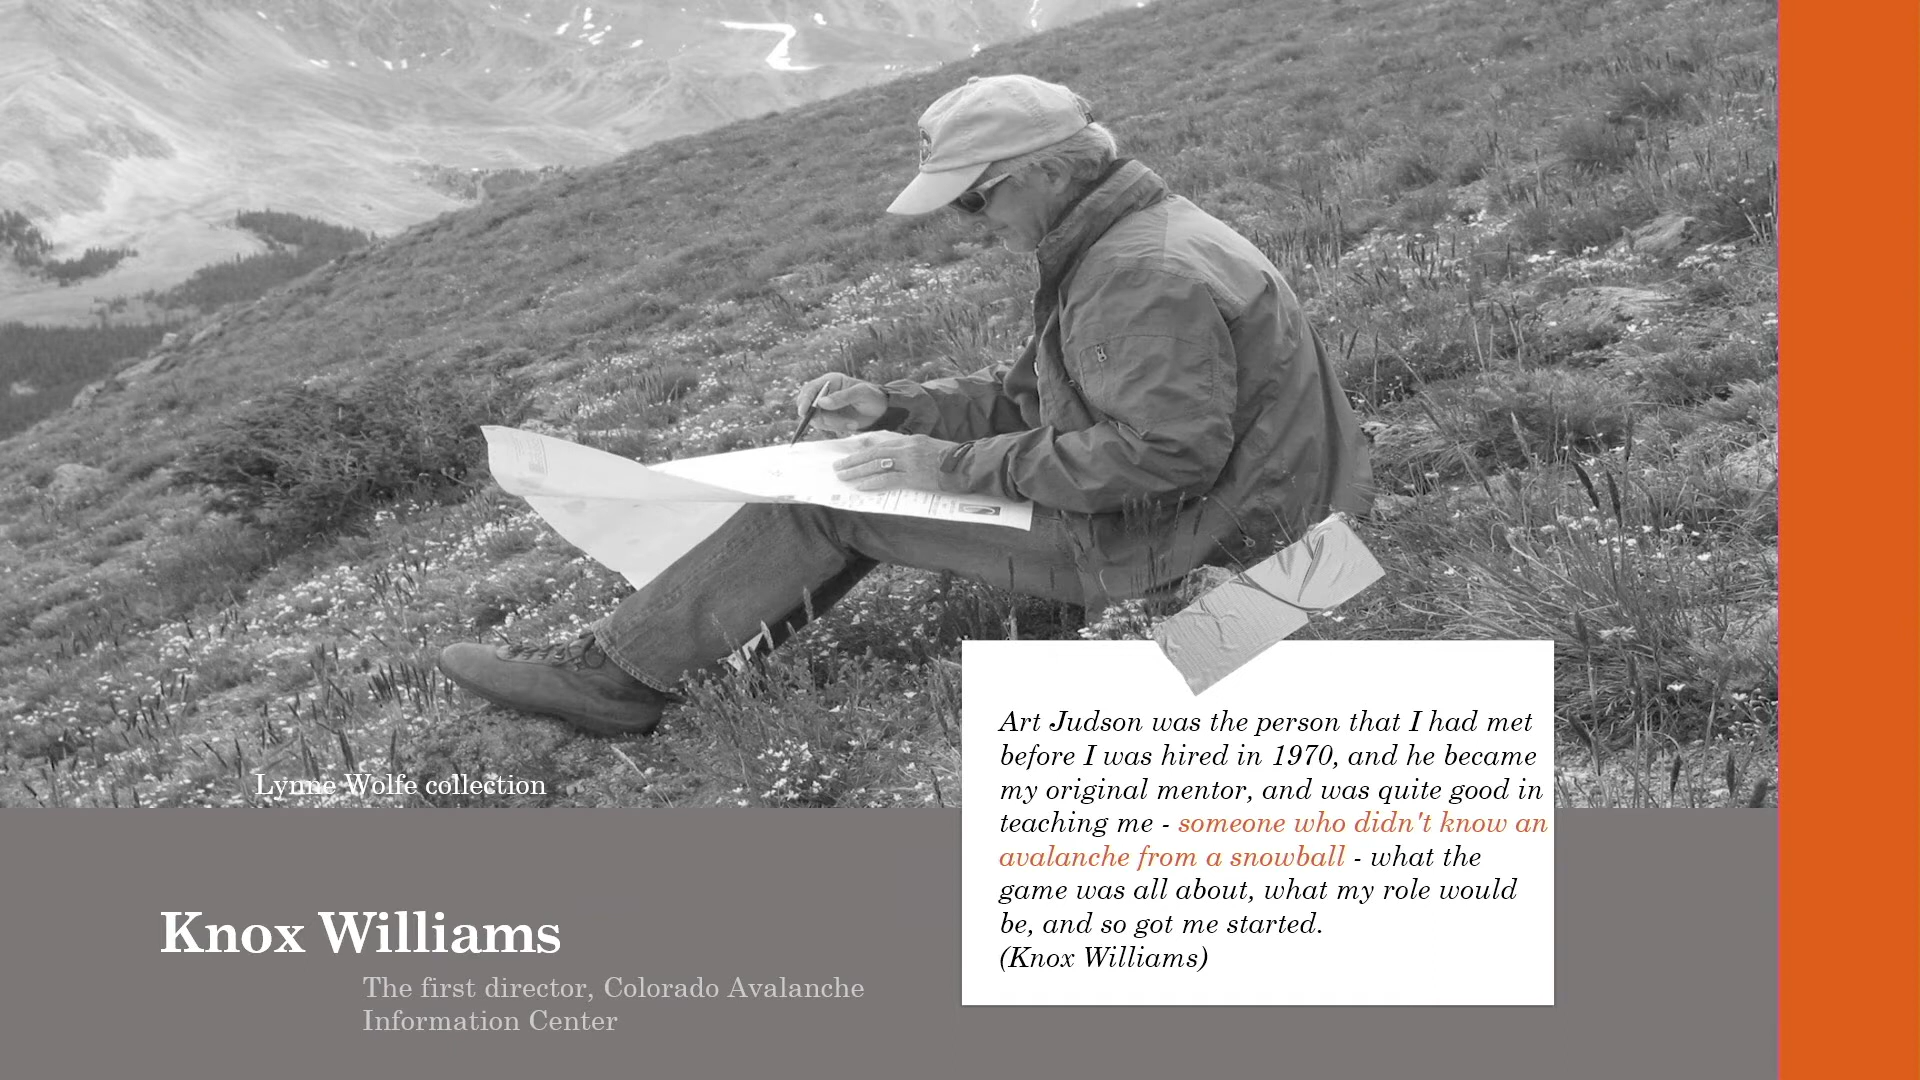 Lynne Wolfe collection
Knox Williams
The first director, Colorado Avalanche
Information Center
Art Judson was the person that I had met
before I was hired in 1970, and he became
my original mentor, and was quite good in
teaching me - someone who didn't know an
avalanche from a snowball - what the
game was all about, what my role would
be, and so got me started.
(Knox Williams)